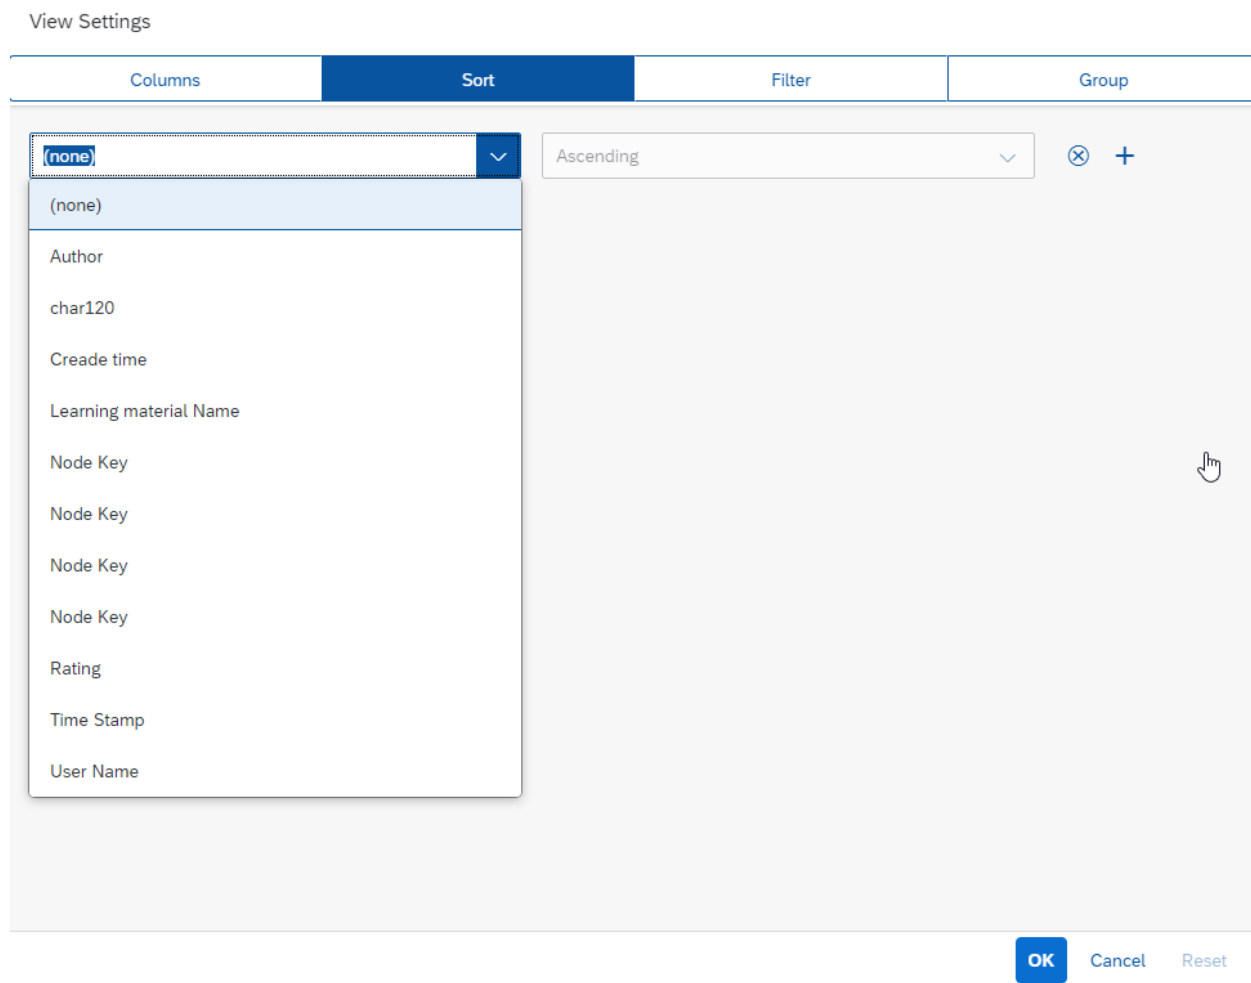 View Settings
Columns Sort Filter Group
(none) Ascending
(none)
Author
char120
Creade time
Learning material Name
Node Key
Node Key
Node Key
Node Key
Rating
Time Stamp
User Name
OK Cancel Reset